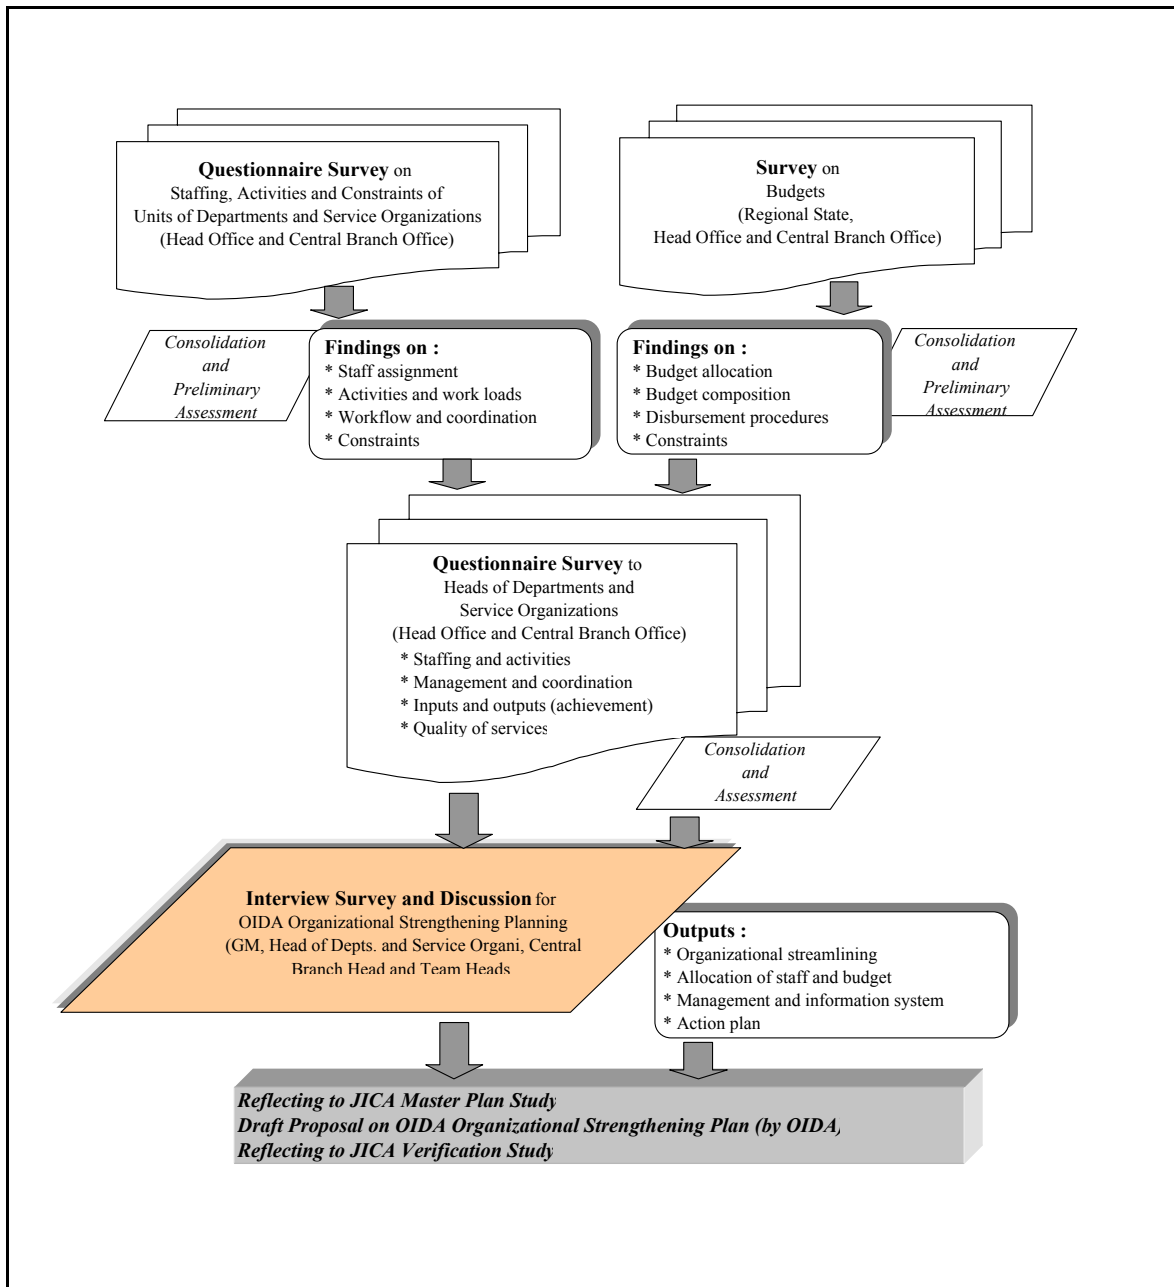 Questionnaire Survey on
Staffing, Activities and Constraints of
Units of Departments and Service Organizations
(Head Office and Central Branch Office)
Survey on
Budgets
(Regional State,
Head Office and Central Branch Office)
Consolidation
and
Preliminary
Assessment
Findings on :
* Staff assignment
* Activities and work loads
* Workflow and coordination
* Constraints
Findings on :
* Budget allocation
* Budget composition
* Disbursement procedures
* Constraints
Consolidation
and
Preliminary
Assessment
Questionnaire Survey to
Heads of Departments and
Service Organizations
(Head Office and Central Branch Office)
* Staffing and activities
* Management and coordination
* Inputs and outputs (achievement)
* Quality of services
Consolidation
and
Assessment
Interview Survey and Discussion for
OIDA Organizational Strengthening Planning
(GM, Head of Depts. and Service Organi, Central
Branch Head and Team Heads
Outputs :
* Organizational streamlining
* Allocation of staff and budget
* Management and information system
* Action plan
Reflecting to JICA Master Plan Study
Draft Proposal on OIDA Organizational Strengthening Plan (by OIDA)
Reflecting to JICA Verification Study